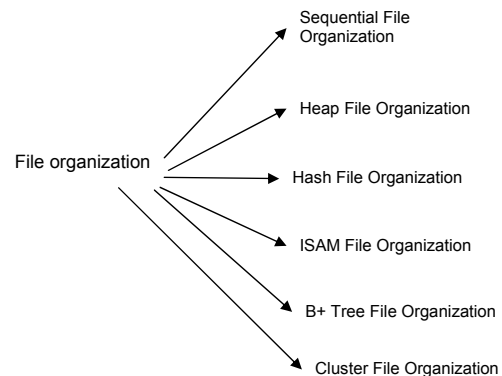 Sequential File
Organization
Heap File Organization
File organization
Hash File Organization
ISAM File Organization
B+ Tree File Organization
Cluster File Organization